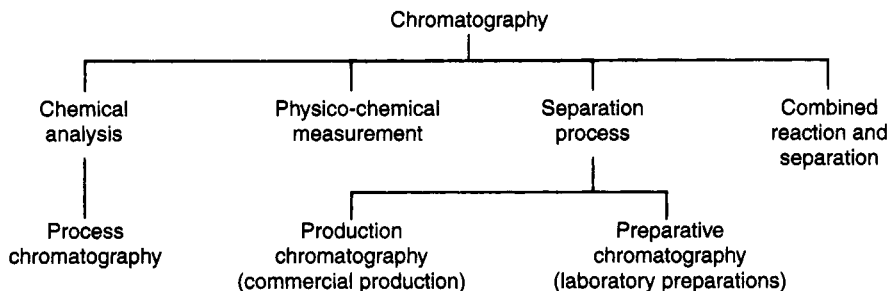 Chromatography
Chemical
analysis
Physico-chemical
measurement
Separation
process
Combined
reaction and
separation
Process
chromatography
Production
chromatography
(commercial production)
Preparative
chromatography
(laboratory preparations)